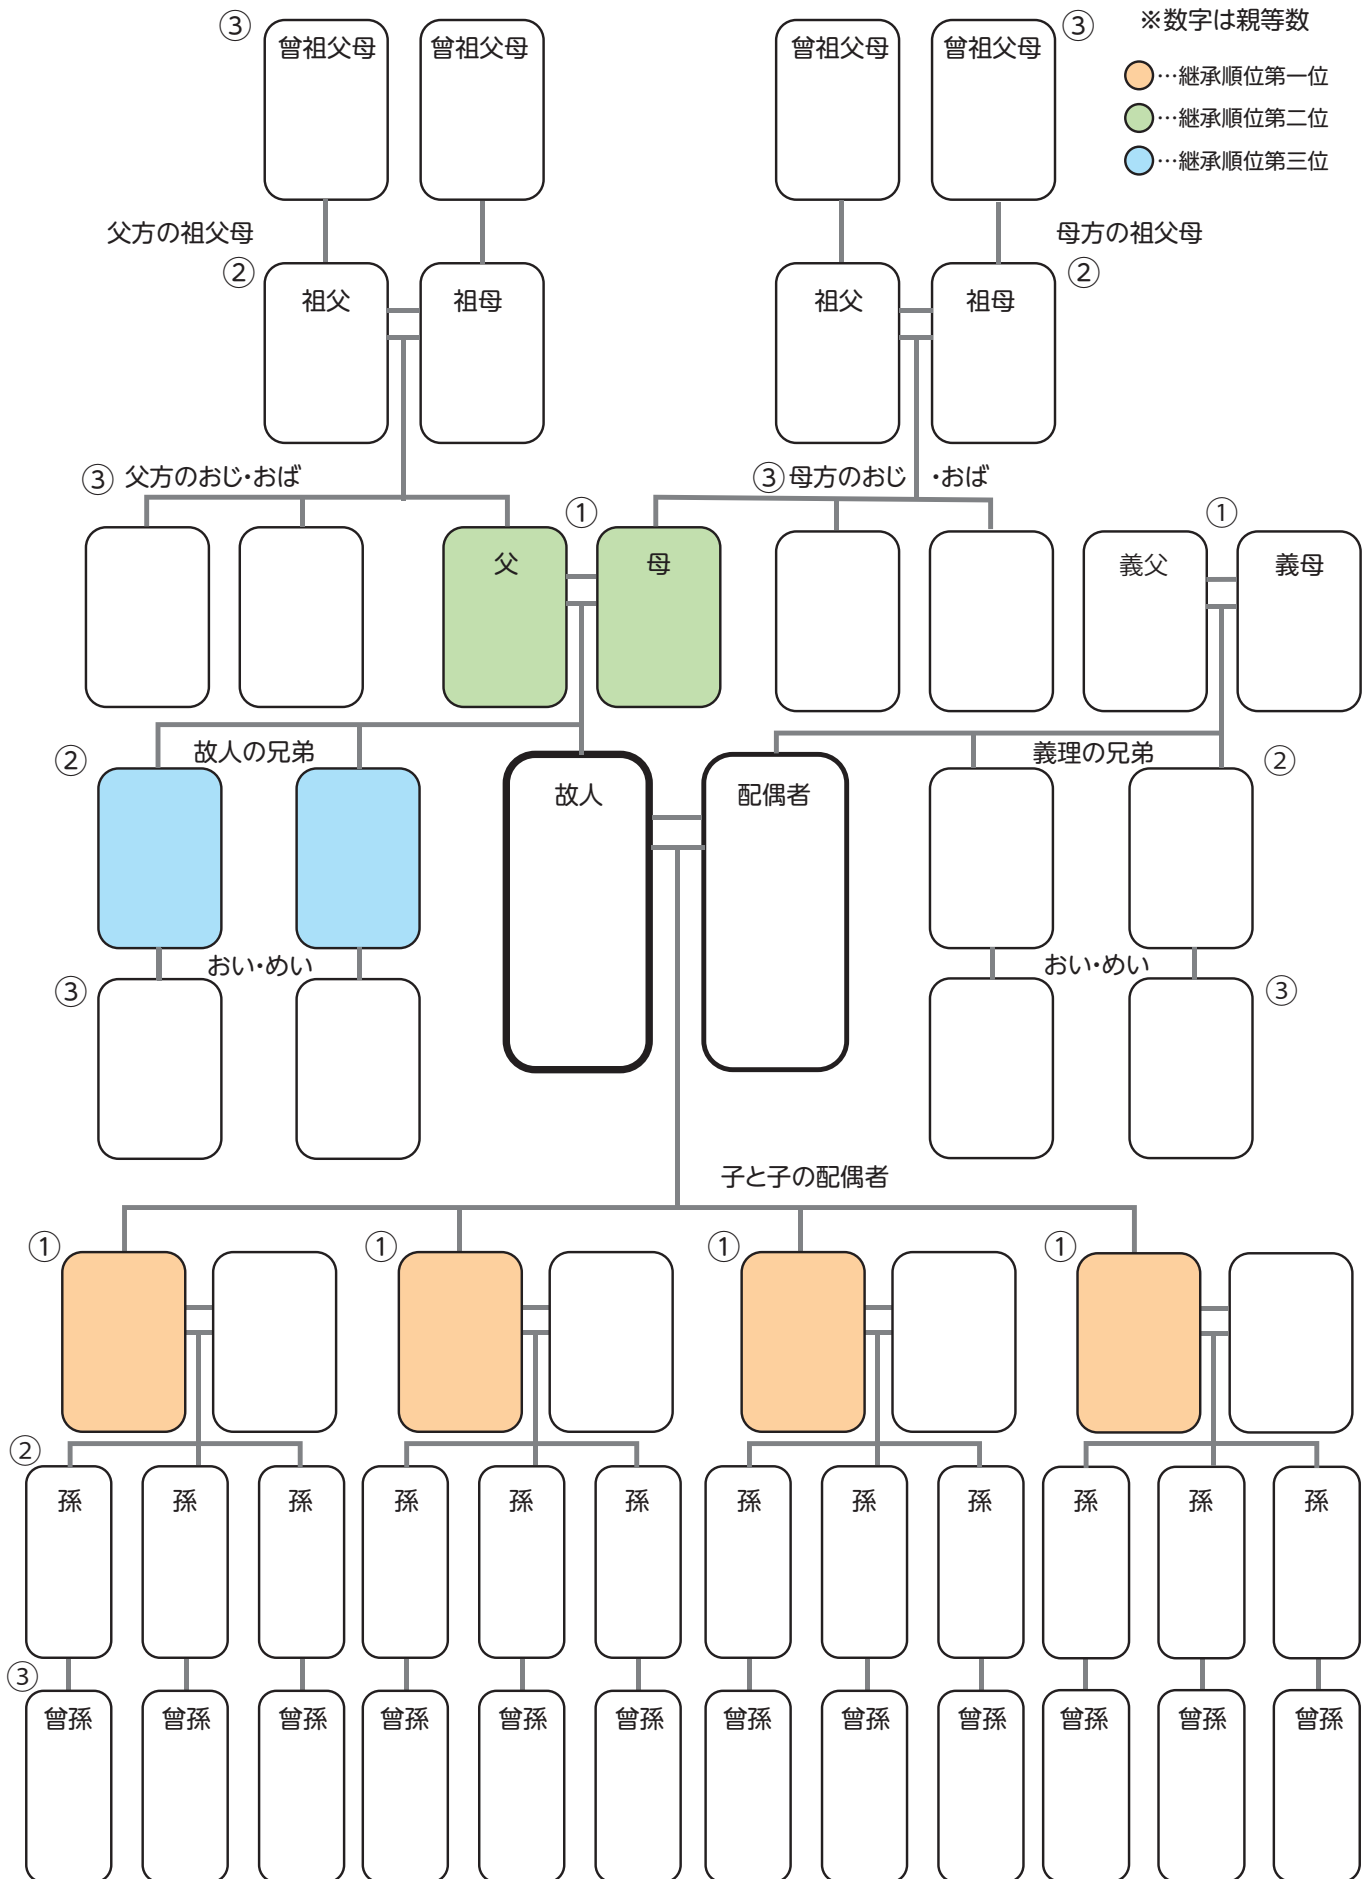 ※数字は親等数
…継承順位第一位
…継承順位第二位
…継承順位第三位
③ 曾祖父母 曾祖父母 曾祖父母 曾祖父母 ③
父方の祖父母 母方の祖父母
② 祖父 祖母 祖父 祖母 ②
③ 父方のおじ・おば ③ 母方のおじ・おば
① ①
父 母 義父 義母
② 故人の兄弟 義理の兄弟 ②
故人 配偶者
おい・めい おい・めい
③ ③
子と子の配偶者
① ① ① ①
②
孫 孫 孫 孫 孫 孫 孫 孫 孫 孫 孫 孫
③
曾孫 曾孫 曾孫 曾孫 曾孫 曾孫 曾孫 曾孫 曾孫 曾孫 曾孫 曾孫